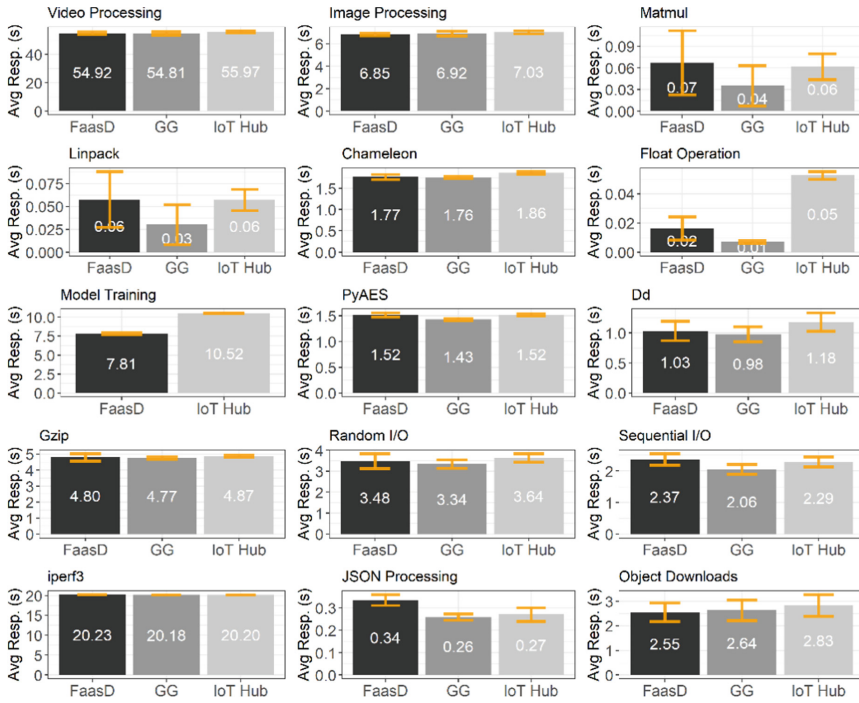 Video Processing
Avg Resp. (s)
40
20
0
54.92
54.81
55.97
FaasD
GG
IoT Hub
Image Processing
Avg Resp. (s)
6
4
2
0
6.85
6.92
7.03
FaasD
GG
IoT Hub
Matmul
Avg Resp. (s)
0.09
0.06
0.03
0.00
0.07
0.04
0.06
FaasD
GG
IoT Hub
Linpack
Avg Resp. (s)
0.075
0.050
0.025
0.000
0.06
0.03
0.06
FaasD
GG
IoT Hub
Chameleon
Avg Resp. (s)
1.5
1.0
0.5
0.0
1.77
1.76
1.86
FaasD
GG
IoT Hub
Float Operation
Avg Resp. (s)
0.04
0.02
0.00
0.02
0.01
0.05
FaasD
GG
IoT Hub
Model Training
Avg Resp. (s)
10.0
7.5
5.0
2.5
0.0
7.81
10.52
FaasD
IoT Hub
PyAES
Avg Resp. (s)
1.5
1.0
0.5
0.0
1.52
1.43
1.52
FaasD
GG
IoT Hub
Dd
Avg Resp. (s)
1.0
0.5
0.0
1.03
0.98
1.18
FaasD
GG
IoT Hub
Gzip
Avg Resp. (s)
5
4
3
2
1
0
4.80
4.77
4.87
FaasD
GG
IoT Hub
Random I/O
Avg Resp. (s)
4
3
2
1
0
3.48
3.34
3.64
FaasD
GG
IoT Hub
Sequential I/O
Avg Resp. (s)
2
1
0
2.37
2.06
2.29
FaasD
GG
IoT Hub
iperf3
Avg Resp. (s)
20
15
10
5
0
20.23
20.18
20.20
FaasD
GG
IoT Hub
JSON Processing
Avg Resp. (s)
0.3
0.2
0.1
0.0
0.34
0.26
0.27
FaasD
GG
IoT Hub
Object Downloads
Avg Resp. (s)
3
2
1
0
2.55
2.64
2.83
FaasD
GG
IoT Hub